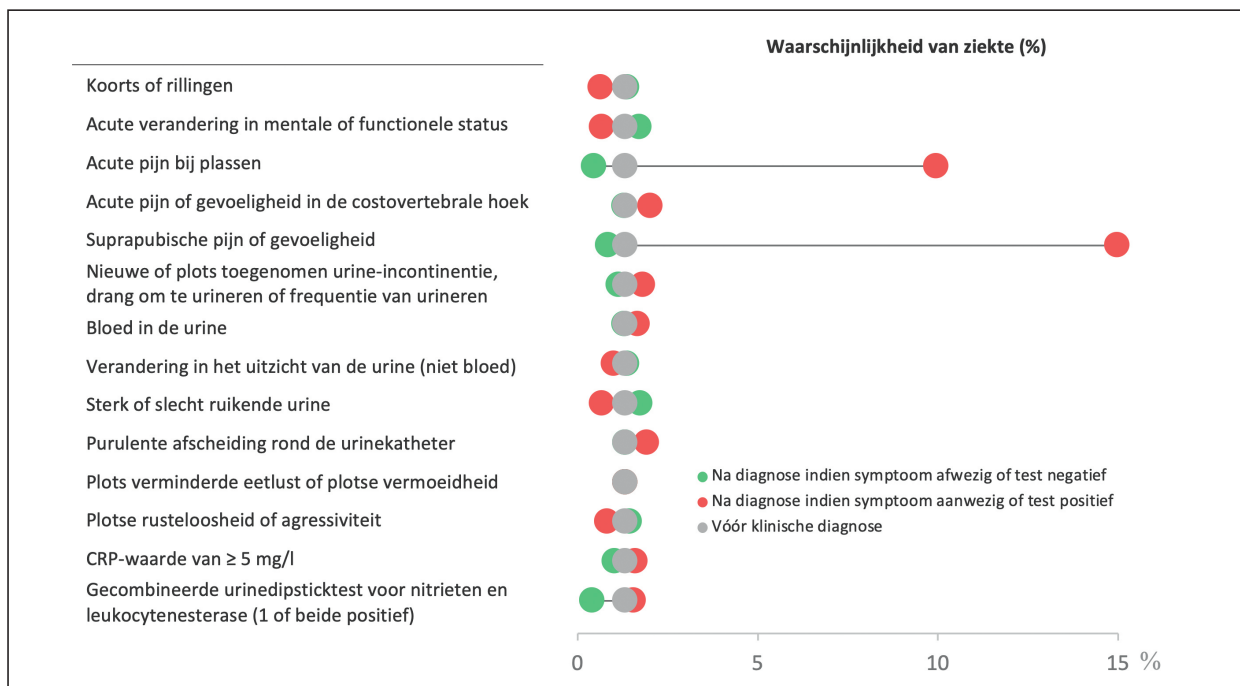 Waarschijnlijkheid van ziekte (%)
Koorts of rillingen
Acute verandering in mentale of functionele status
Acute pijn bij plassen
Acute pijn of gevoeligheid in de costovertebrale hoek
Suprapubische pijn of gevoeligheid
Nieuwe of plots toegenomen urine-incontinentie,
drang om te urineren of frequentie van urineren
Bloed in de urine
Verandering in het uitzicht van de urine (niet bloed)
Sterk of slecht ruikende urine
Purulente afscheiding rond de urinekatheter
Plots verminderde eetlust of plotse vermoeidheid
Plotse rusteloosheid of agressiviteit
CRP-waarde van ≥ 5 mg/l
Gecombineerde urinedipsticktest voor nitrieten en
leukocytenesterase (1 of beide positief)
Na diagnose indien symptoom afwezig of test negatief
Na diagnose indien symptoom aanwezig of test positief
Vóór klinische diagnose
0 5 10 15 %